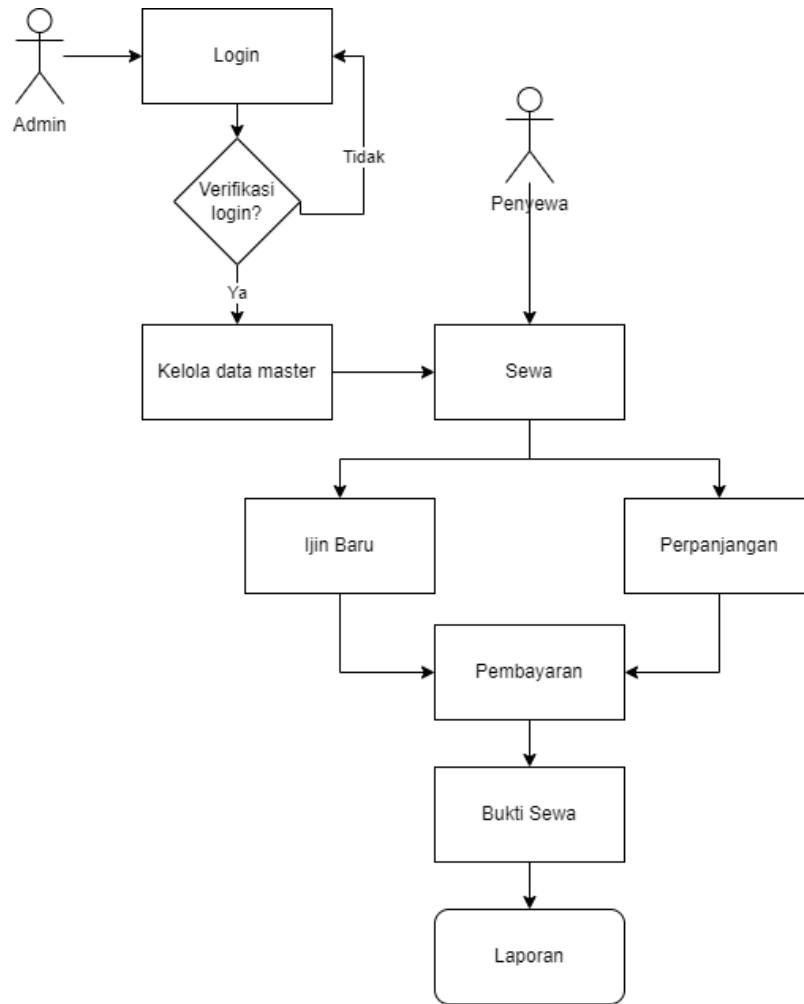 Login
Admin
Tidak
Verifikasi
login?
Penyewa
Ya
Kelola data master
Sewa
Ijin Baru
Perpanjangan
Pembayaran
Bukti Sewa
Laporan